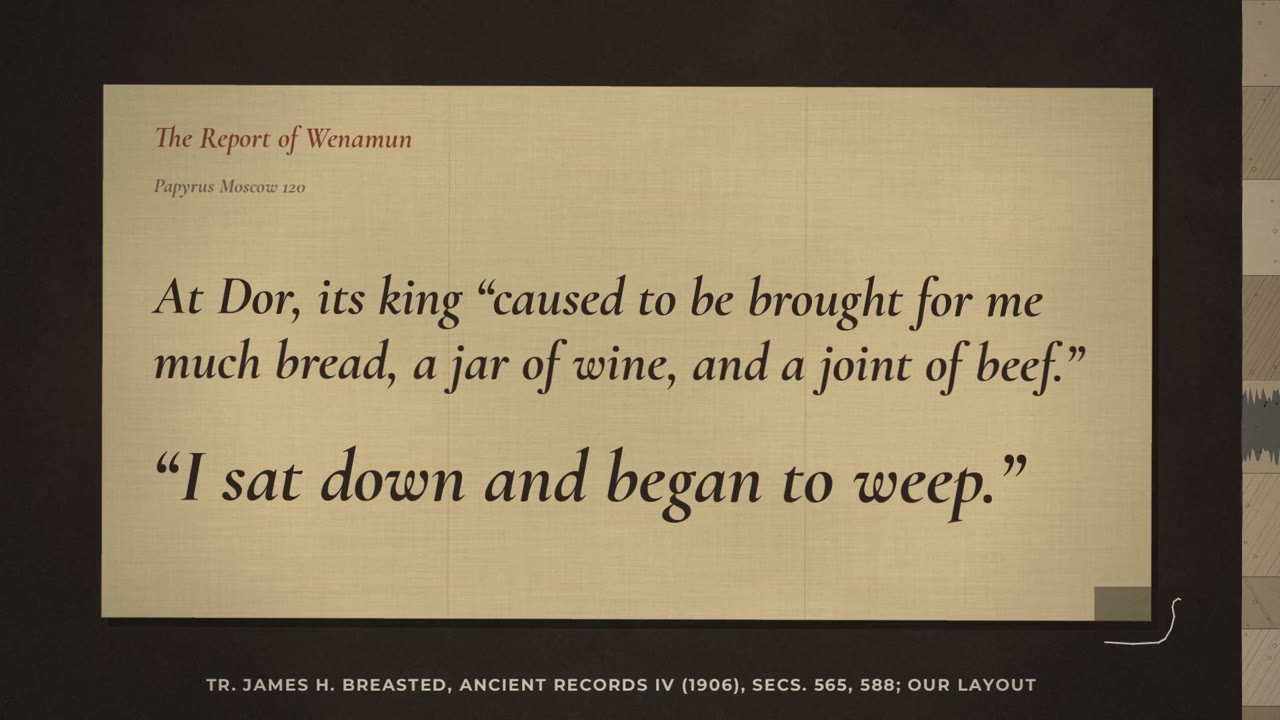 The Report of Wenamun
Papyrus Moscow 120
At Dor, its king “caused to be brought for me
much bread, a jar of wine, and a joint of beef.”
“I sat down and began to weep.”
TR. JAMES H. BREASTED, ANCIENT RECORDS IV (1906), SECS. 565, 588; OUR LAYOUT